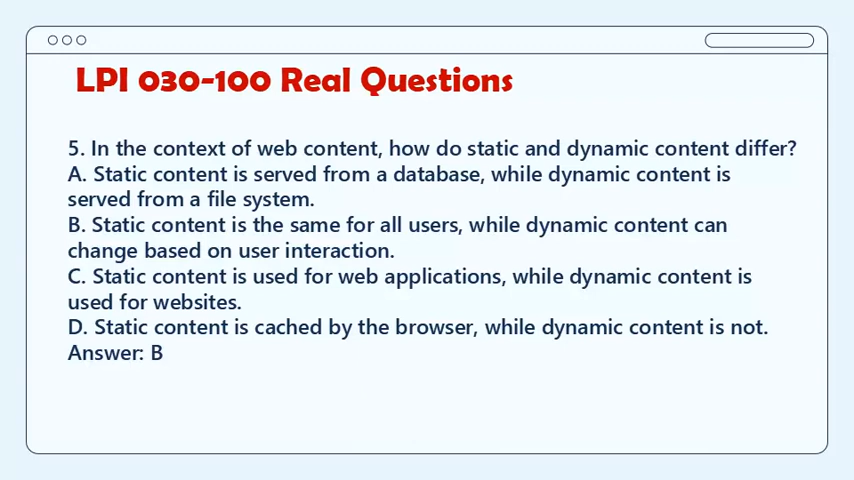 LPI 030-100 Real Questions
5. In the context of web content, how do static and dynamic content differ?
A. Static content is served from a database, while dynamic content is
served from a file system.
B. Static content is the same for all users, while dynamic content can
change based on user interaction.
C. Static content is used for web applications, while dynamic content is
used for websites.
D. Static content is cached by the browser, while dynamic content is not.
Answer: B